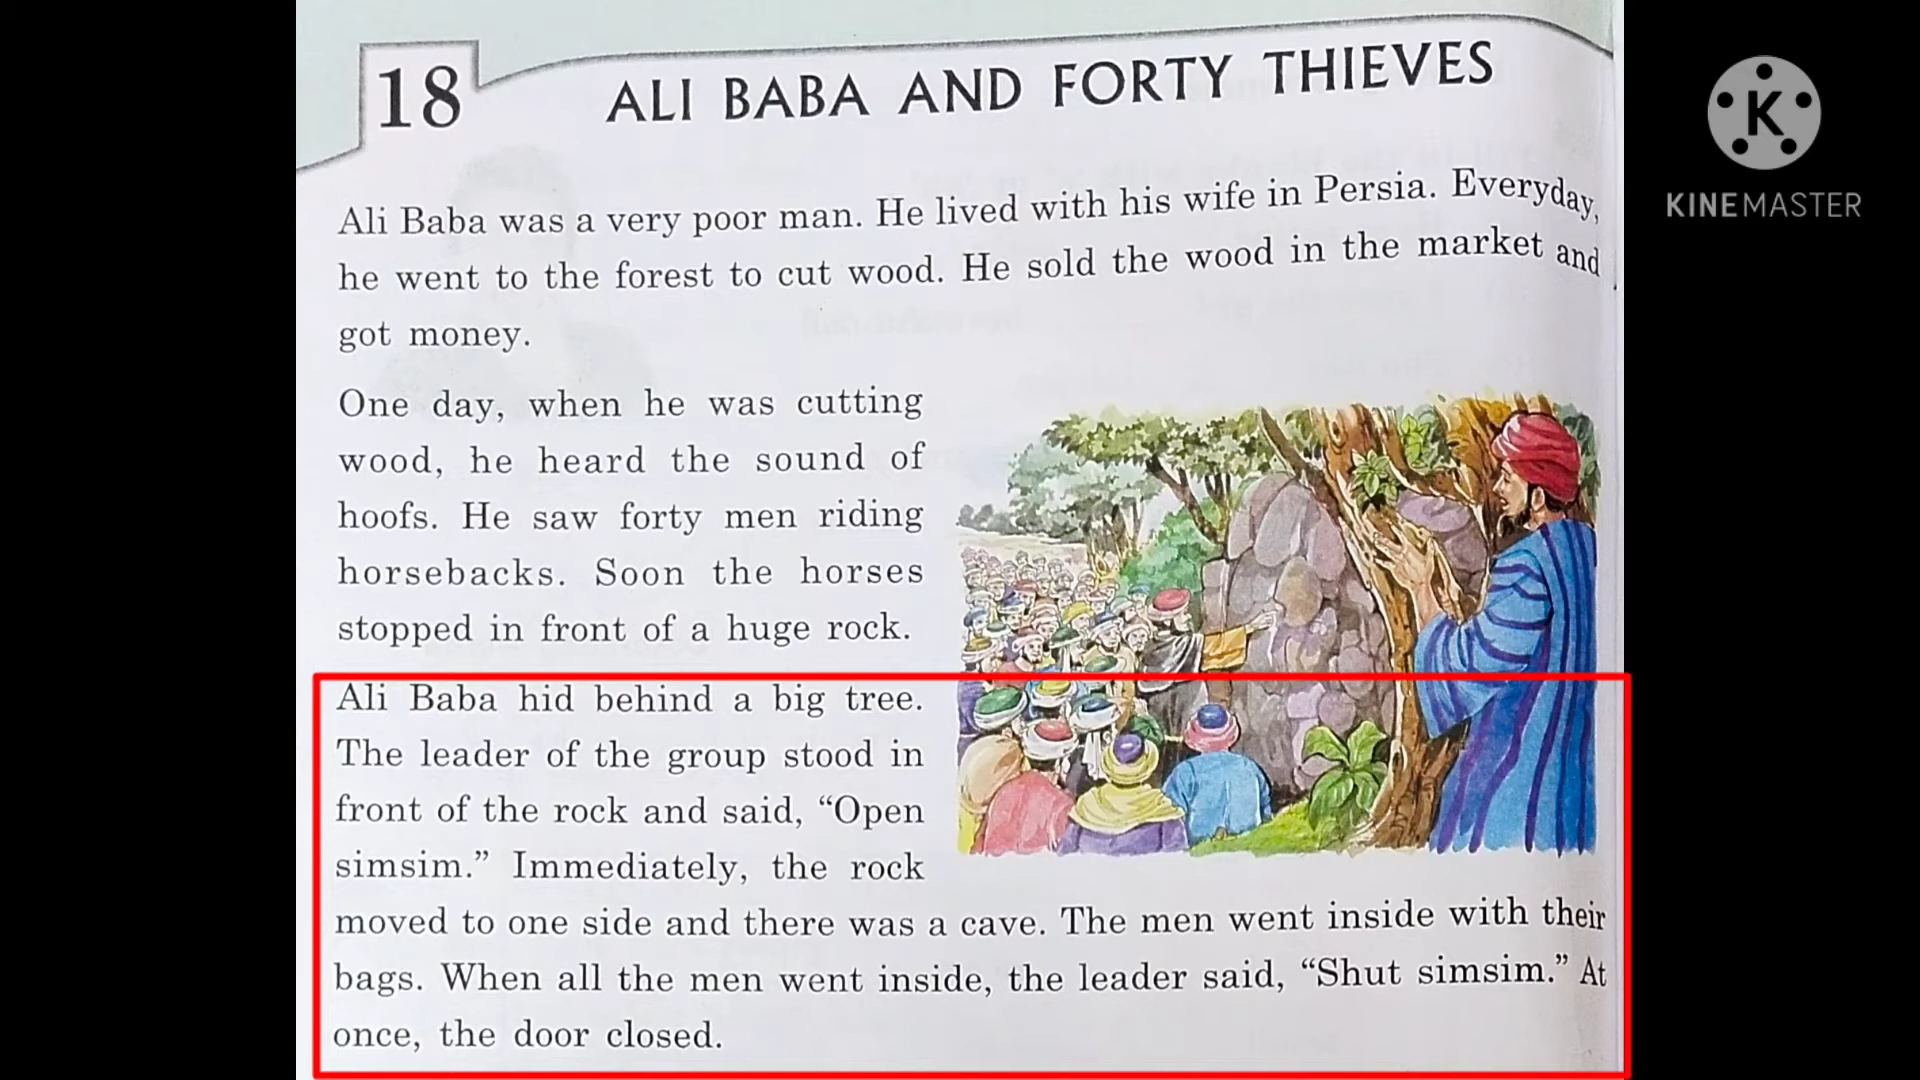 18
ALI BABA AND FORTY THIEVES
K
KINEMASTER
Ali Baba was a very poor man. He lived with his wife in Persia. Everyday,
he went to the forest to cut wood. He sold the wood in the market and
got money.
One day, when he was cutting
wood, he heard the sound of
hoofs. He saw forty men riding
horsebacks. Soon the horses
stopped in front of a huge rock.
Ali Baba hid behind a big tree.
The leader of the group stood in
front of the rock and said, “Open
simsim.” Immediately, the rock
moved to one side and there was a cave. The men went inside with their
bags. When all the men went inside, the leader said, “Shut simsim.” At
once, the door closed.